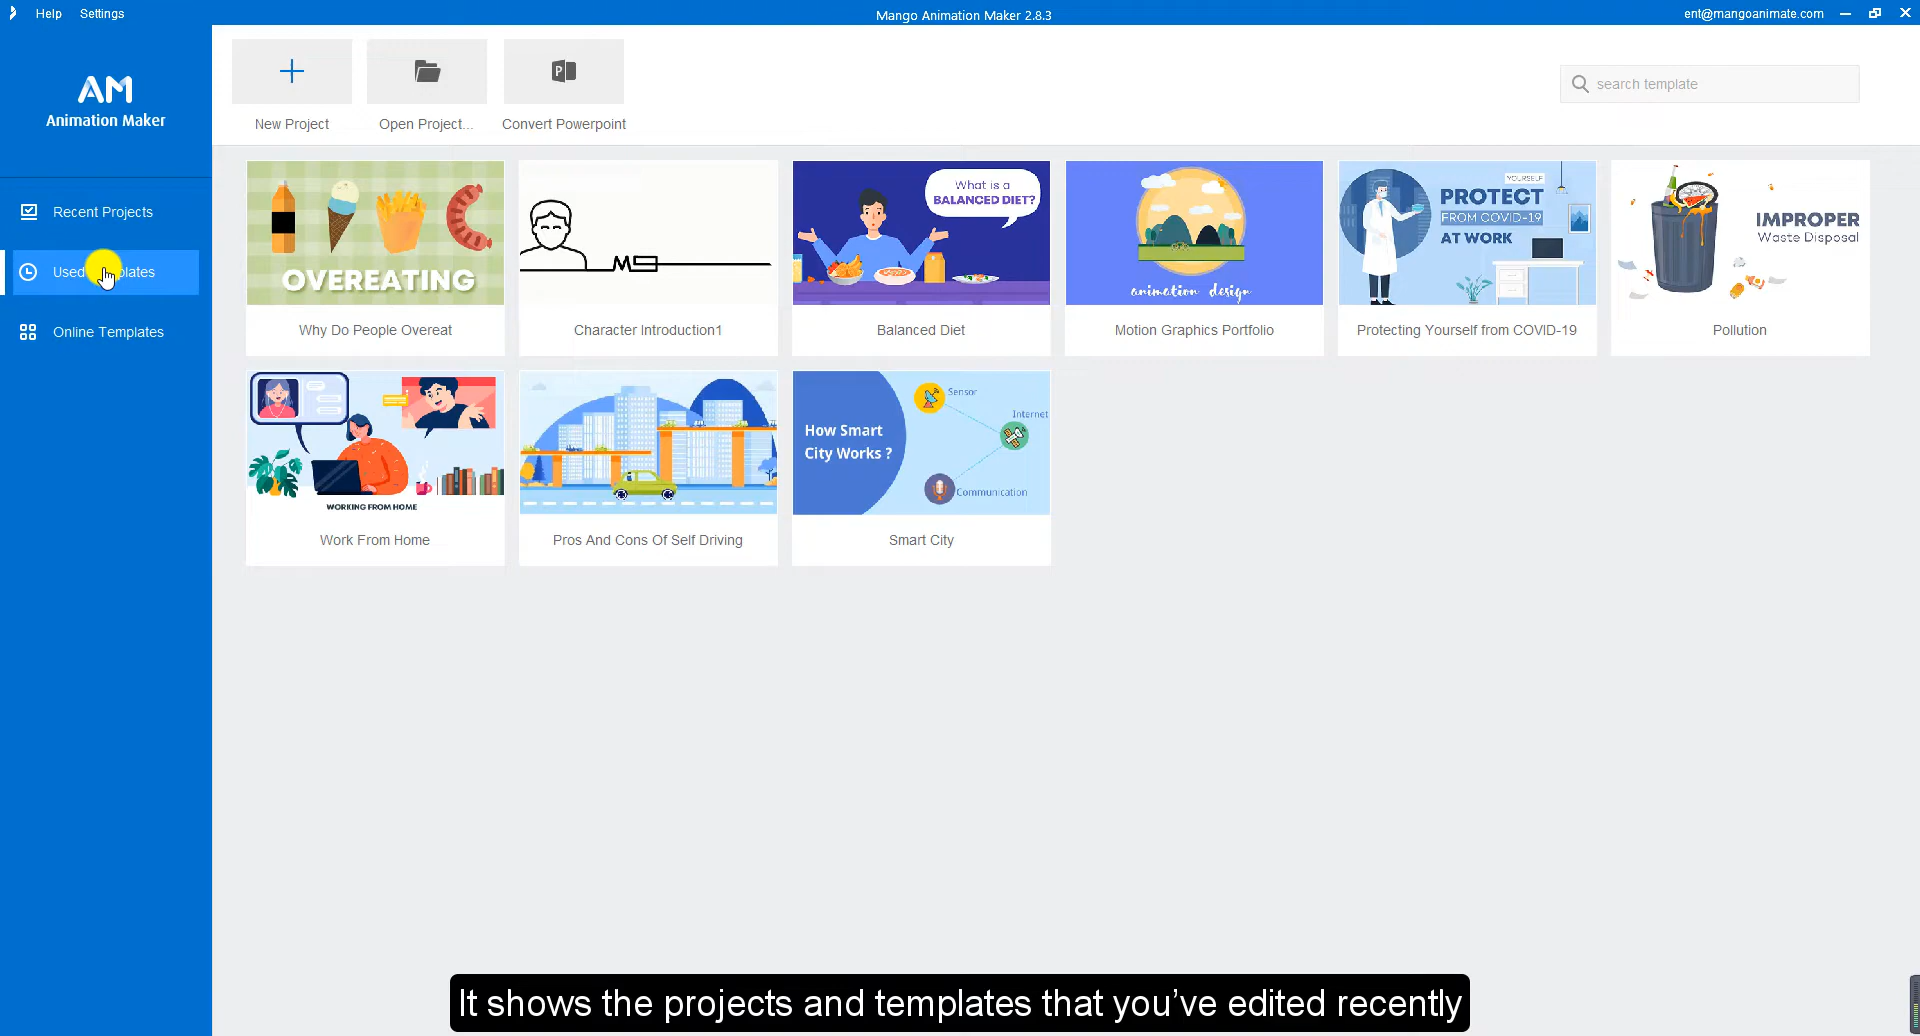 Help Settings
Mango Animation Maker 2.8.3
ent@mangoanimate.com
AM
Animation Maker
New Project
Open Project...
P
Convert Powerpoint
search template
Recent Projects
Used
Online Templates
OVEREATING
Why Do People Overeat
Character Introduction1
What is a
BALANCED DIET?
Balanced Diet
animation design
Motion Graphics Portfolio
YOURSELF
PROTECT
FROM COVID-19
AT WORK
Protecting Yourself from COVID-19
IMPROPER
Waste Disposal
Pollution
WORKING FROM HOME
Work From Home
Pros And Cons Of Self Driving
How Smart
City Works ?
Sensor
Internet
Communication
Smart City
It shows the projects and templates that you’ve edited recently